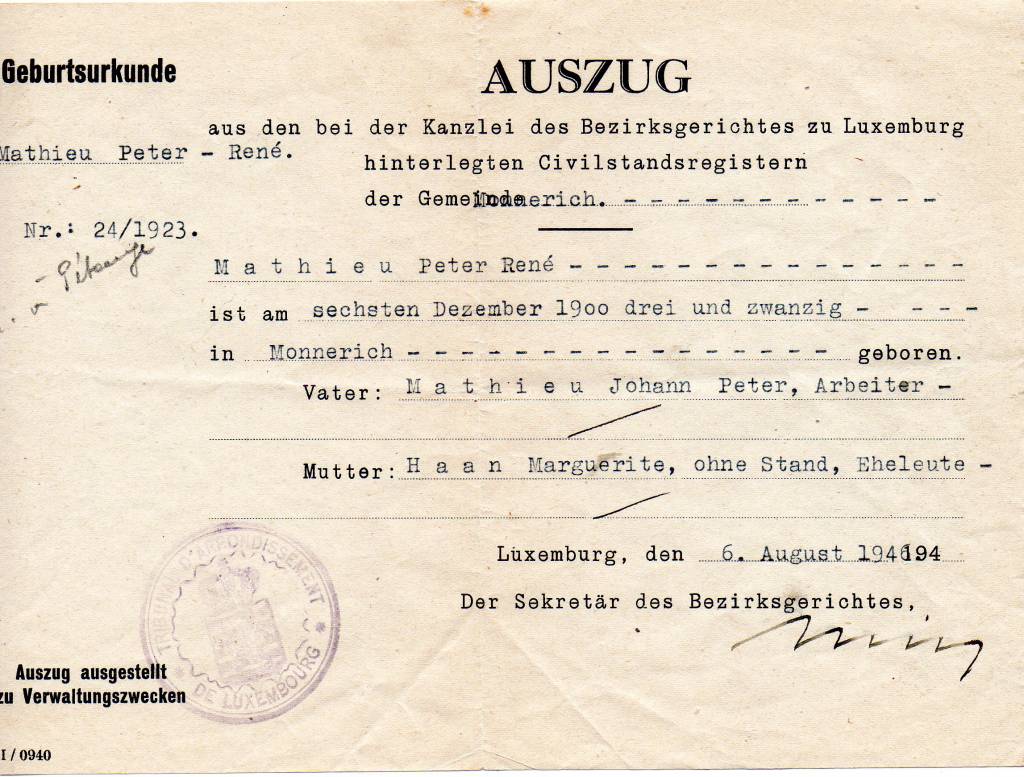 Geburtsurkunde
AUSZUG
aus den bei der Kanzlei des Bezirksgerichtes zu Luxemburg
Mathieu Peter - René.
hinterlegten Civilstandsregistern
der Gemeinde Monnerich. - - - - - - - - - - - - -
Nr.: 24/1923.
M a t h i e u Peter René - - - - - - - - - - - - - - - -
ist am sechsten Dezember 19oo drei und zwanzig - - - -
in Monnerich - - - - - - - - - - - - - - - - - geboren.
Vater: M a t h i e u Johann Peter, Arbeiter -
Mutter: H a a n Marguerite, ohne Stand, Eheleute -
TRIBUNAL D'ARRONDISSEMENT
* DE LUXEMBOURG *
Luxemburg, den 6. August 194 194
Der Sekretär des Bezirksgerichtes,
Auszug ausgestellt
zu Verwaltungszwecken
I / 0940